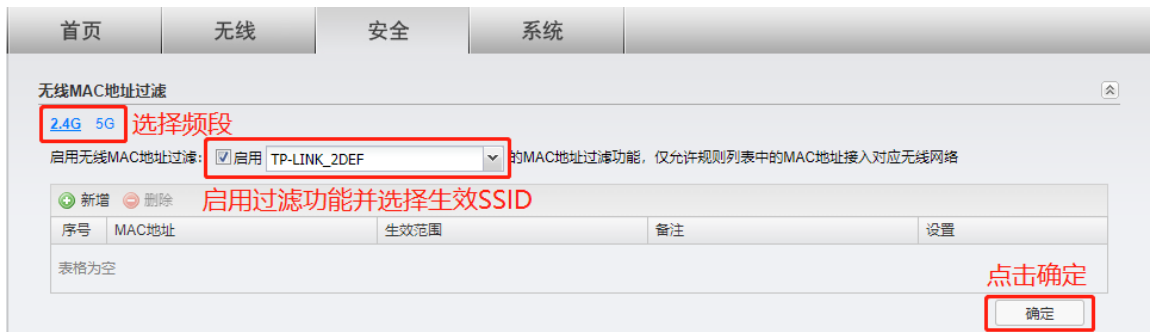 首页 无线 安全 系统
无线MAC地址过滤
2.4G 5G 选择频段
启用无线MAC地址过滤: 启用 TP-LINK_2DEF 的MAC地址过滤功能，仅允许规则列表中的MAC地址接入对应无线网络
新增 删除 启用过滤功能并选择生效SSID
序号 MAC地址 生效范围 备注 设置
表格为空
点击确定
确定